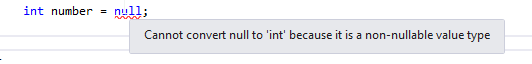 int number = null;
Cannot convert null to 'int' because it is a non-nullable value type